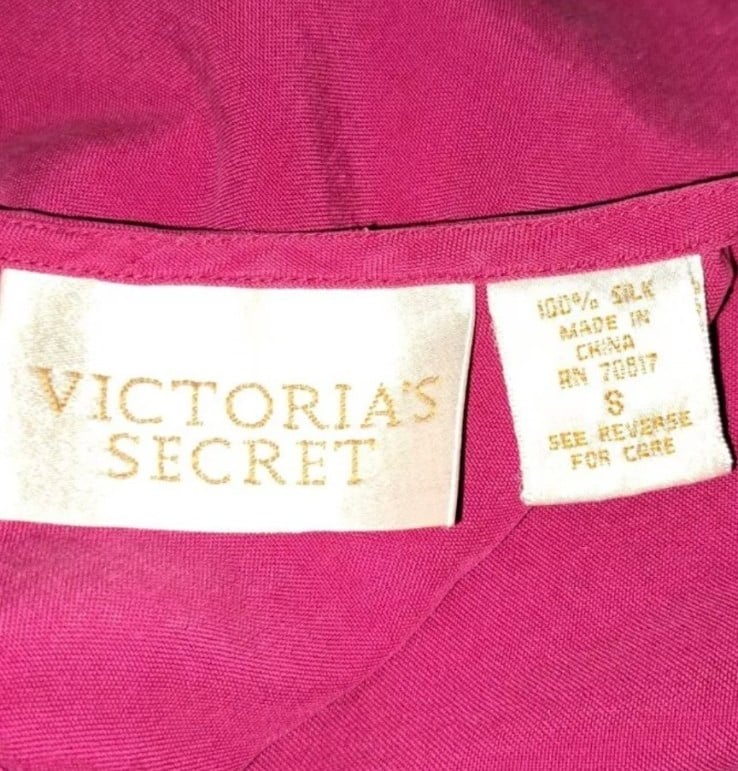 VICTORIA'S
SECRET
100% SILK
MADE IN
CHINA
RN 70817
S
SEE REVERSE
FOR CARE